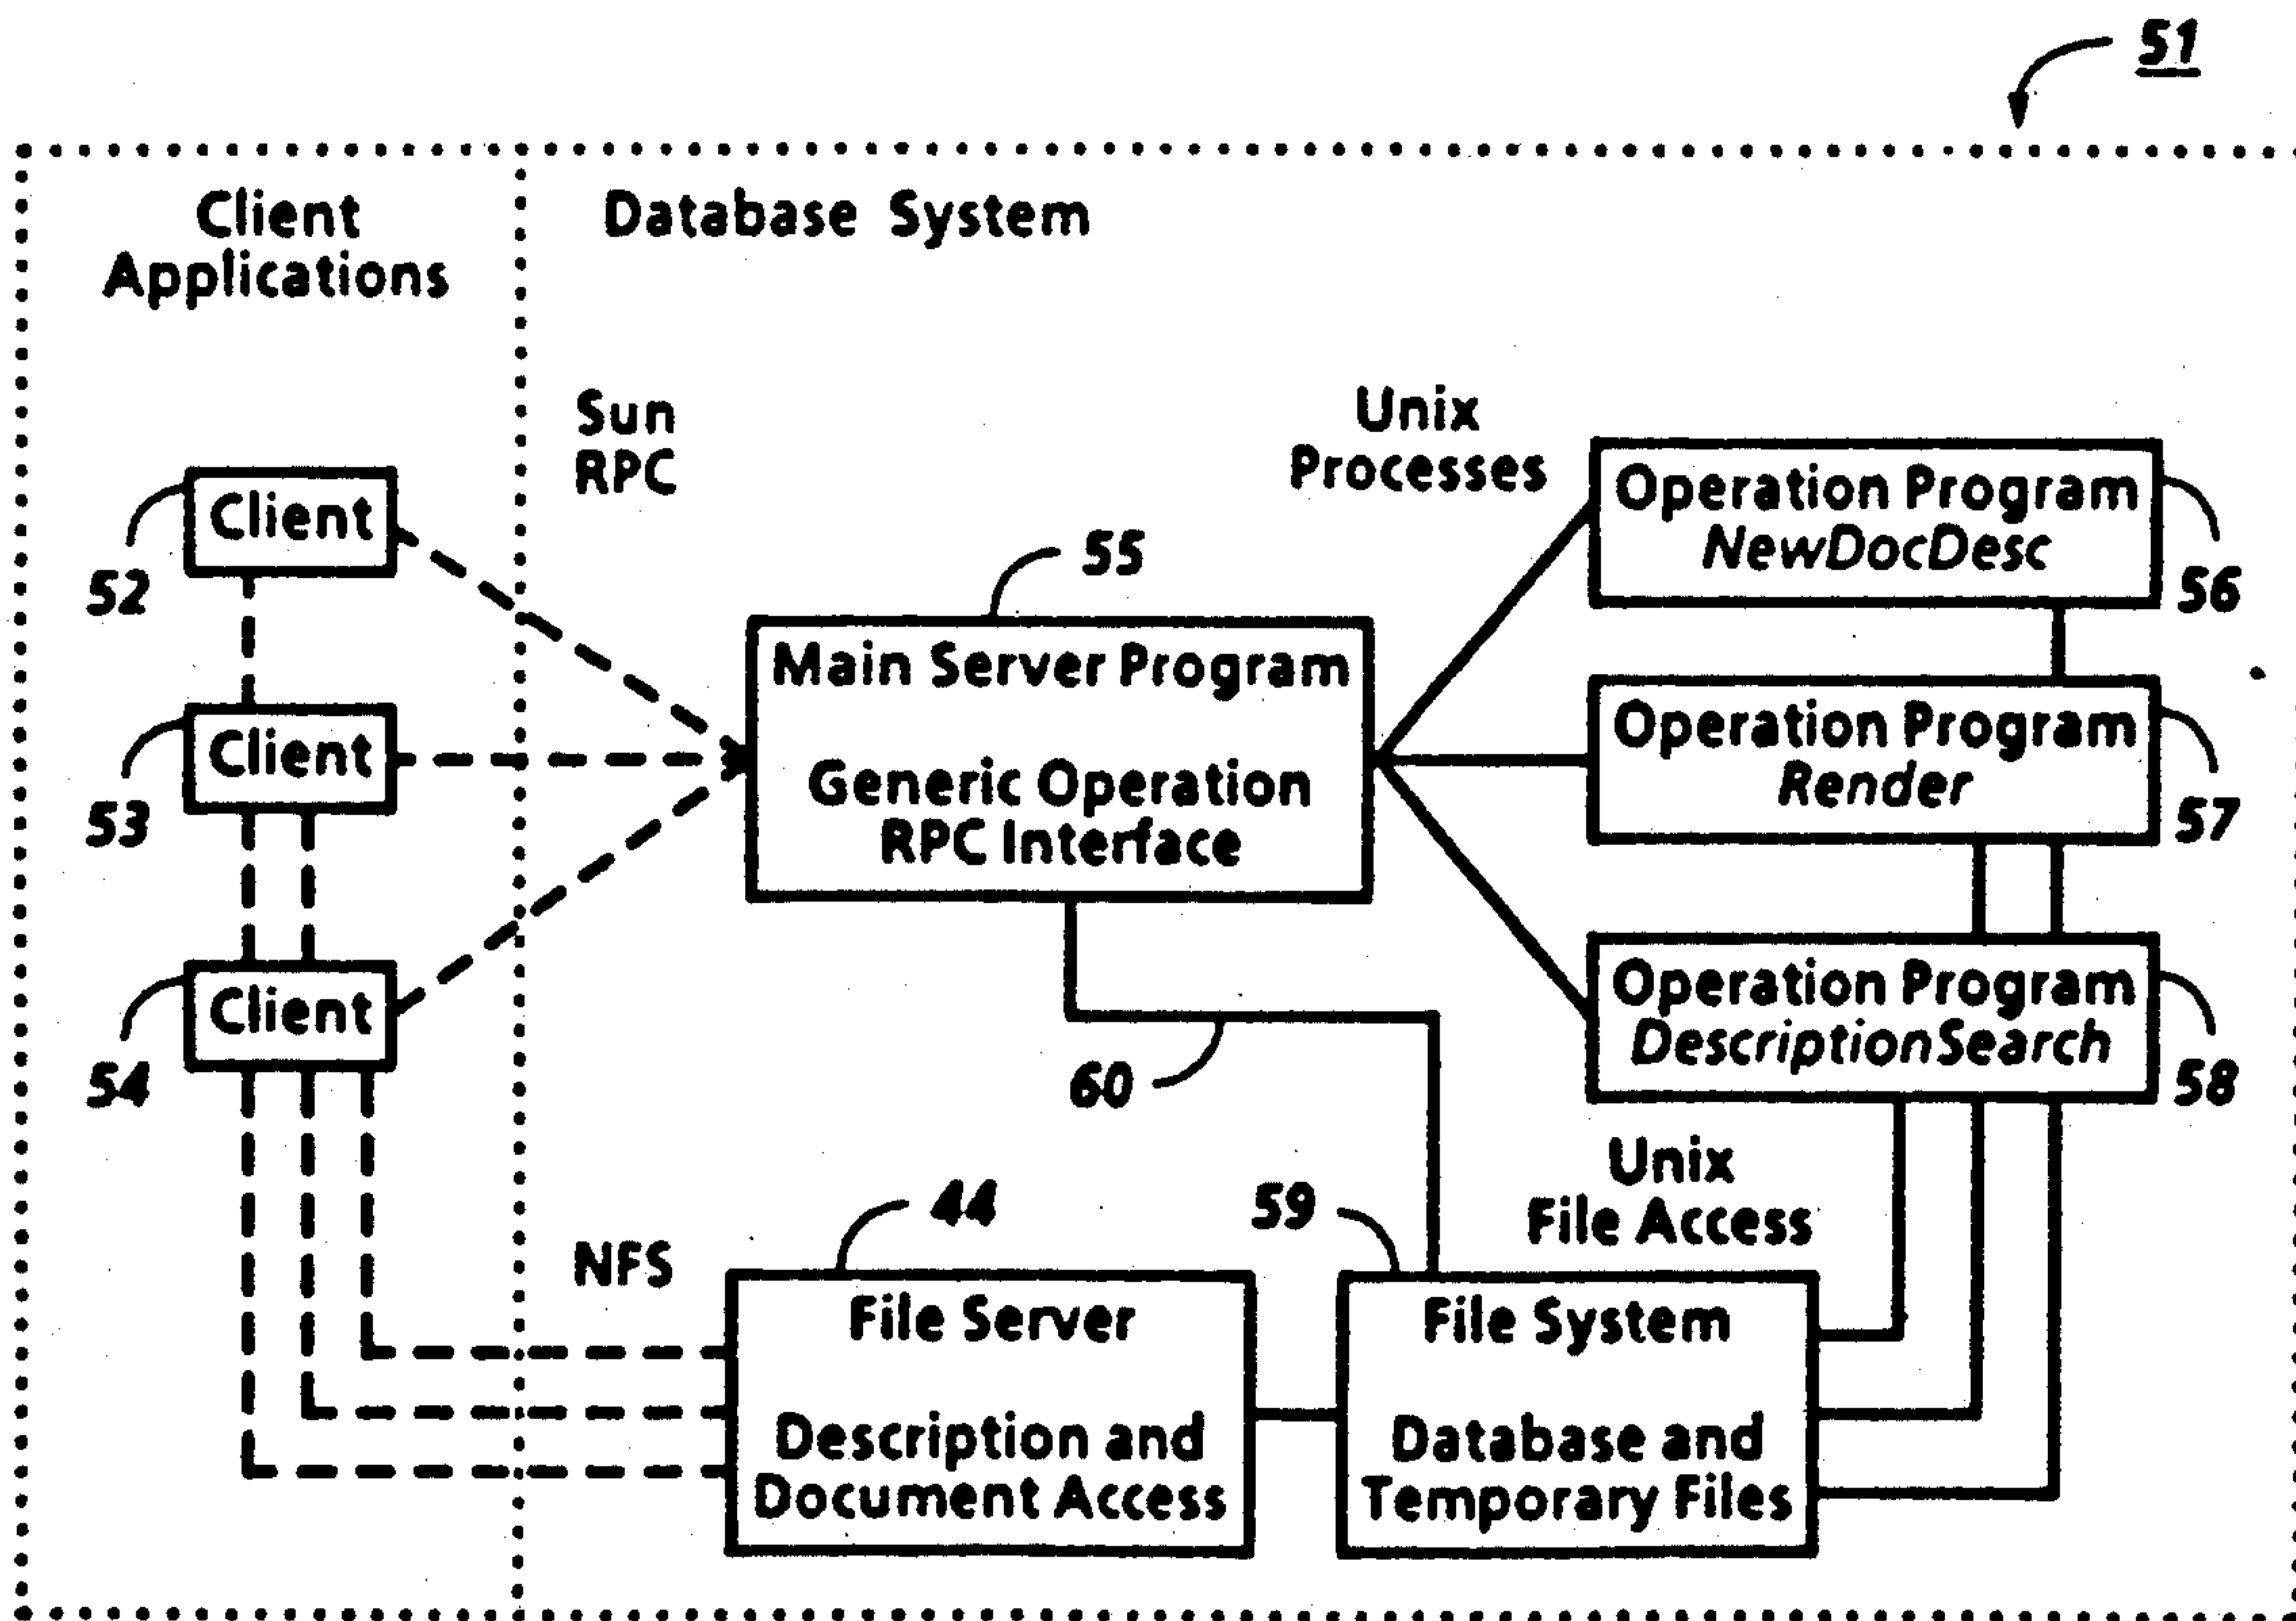 51
Client
Applications
Database System
Sun
RPC
Unix
Processes
Client
52
Client
53
Client
54
55
Main Server Program
Generic Operation
RPC Interface
Operation Program
NewDocDesc
56
Operation Program
Render
57
Operation Program
DescriptionSearch
58
60
Unix
File Access
NFS
44
File Server
Description and
Document Access
59
File System
Database and
Temporary Files